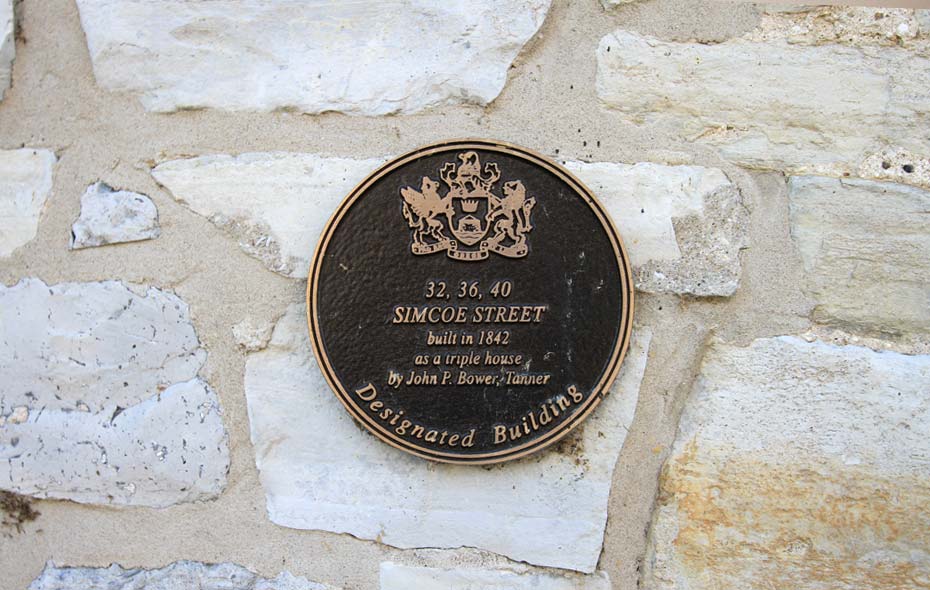 32, 36, 40
SIMCOE STREET
built in 1842
as a triple house
by John P. Bower, Tanner
Designated Building